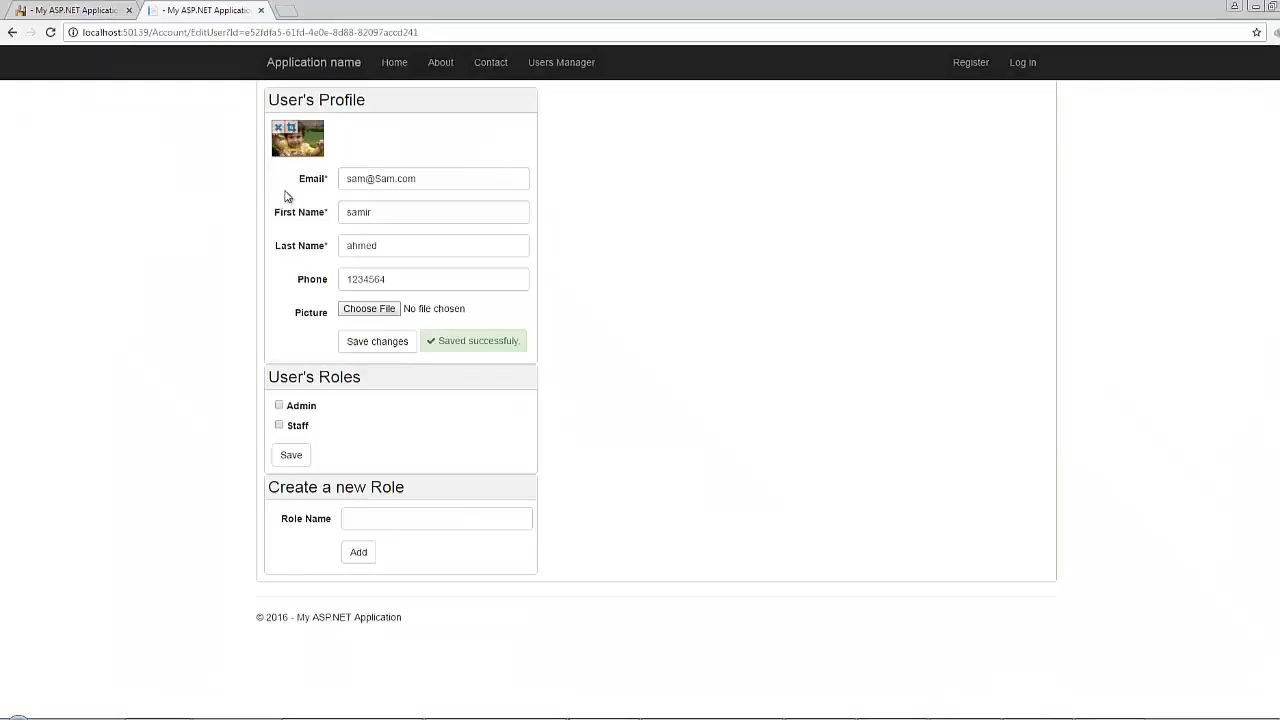 - My ASP.NET Applicatio
- My ASP.NET Applicatio
localhost:50139/Account/EditUser?Id=e52fdfa5-61fd-4e0e-8d88-82097accd241
Application name Home About Contact Users Manager Register Log in
User's Profile
Email* sam@Sam.com
First Name* samir
Last Name* ahmed
Phone 1234564
Picture Choose File No file chosen
Save changes Saved successfuly.
User's Roles
Admin
Staff
Save
Create a new Role
Role Name
Add
© 2016 - My ASP.NET Application